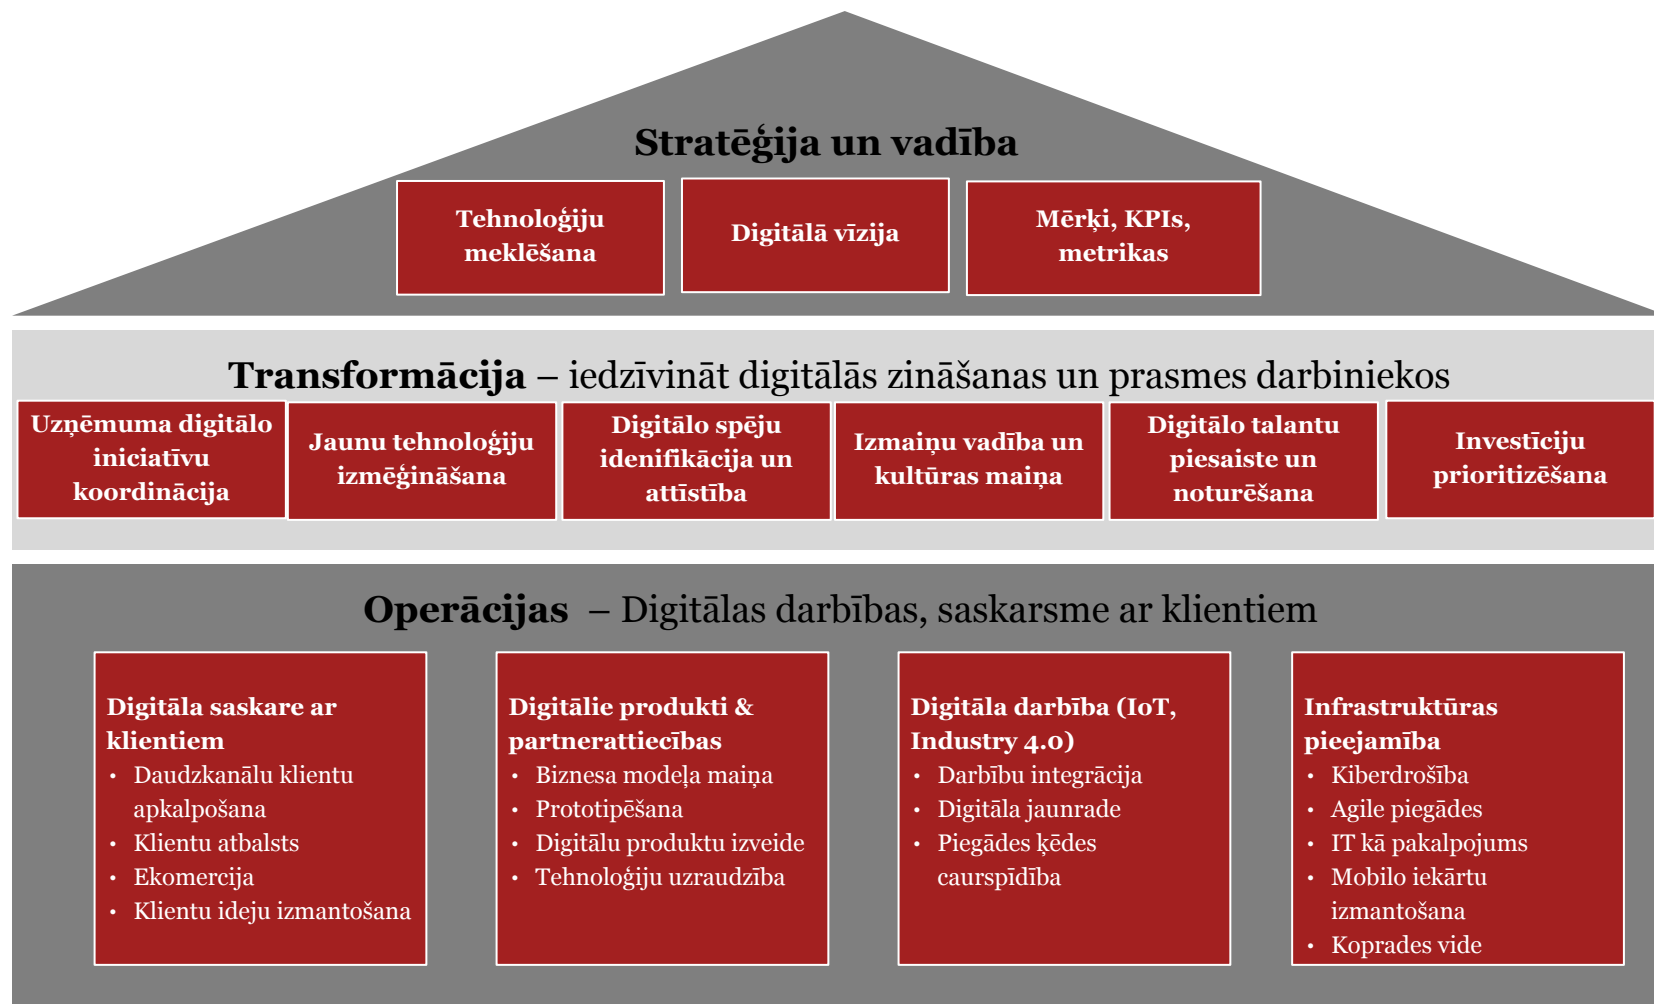 Stratēģija un vadība
Tehnoloģiju
meklēšana
Digitālā vīzija
Mērķi, KPIs,
metrikas
Transformācija – iedzīvināt digitālās zināšanas un prasmes darbiniekos
Uzņēmuma digitālo
iniciatīvu
koordinācija
Jaunu tehnoloģiju
izmēģināšana
Digitālo spēju
idenifikācija un
attīstība
Izmaiņu vadība un
kultūras maiņa
Digitālo talantu
piesaiste un
noturēšana
Investīciju
prioritizēšana
Operācijas – Digitālas darbības, saskarsme ar klientiem
Digitāla saskare ar
klientiem
• Daudzkanālu klientu
apkalpošana
• Klientu atbalsts
• Ekomercija
• Klientu ideju izmantošana
Digitālie produkti &
partnerattiecības
• Biznesa modeļa maiņa
• Prototipēšana
• Digitālu produktu izveide
• Tehnoloģiju uzraudzība
Digitāla darbība (IoT,
Industry 4.0)
• Darbību integrācija
• Digitāla jaunrade
• Piegādes ķēdes
caurspīdība
Infrastruktūras
pieejamība
• Kiberdrošība
• Agile piegādes
• IT kā pakalpojums
• Mobilo iekārtu
izmantošana
• Koprades vide